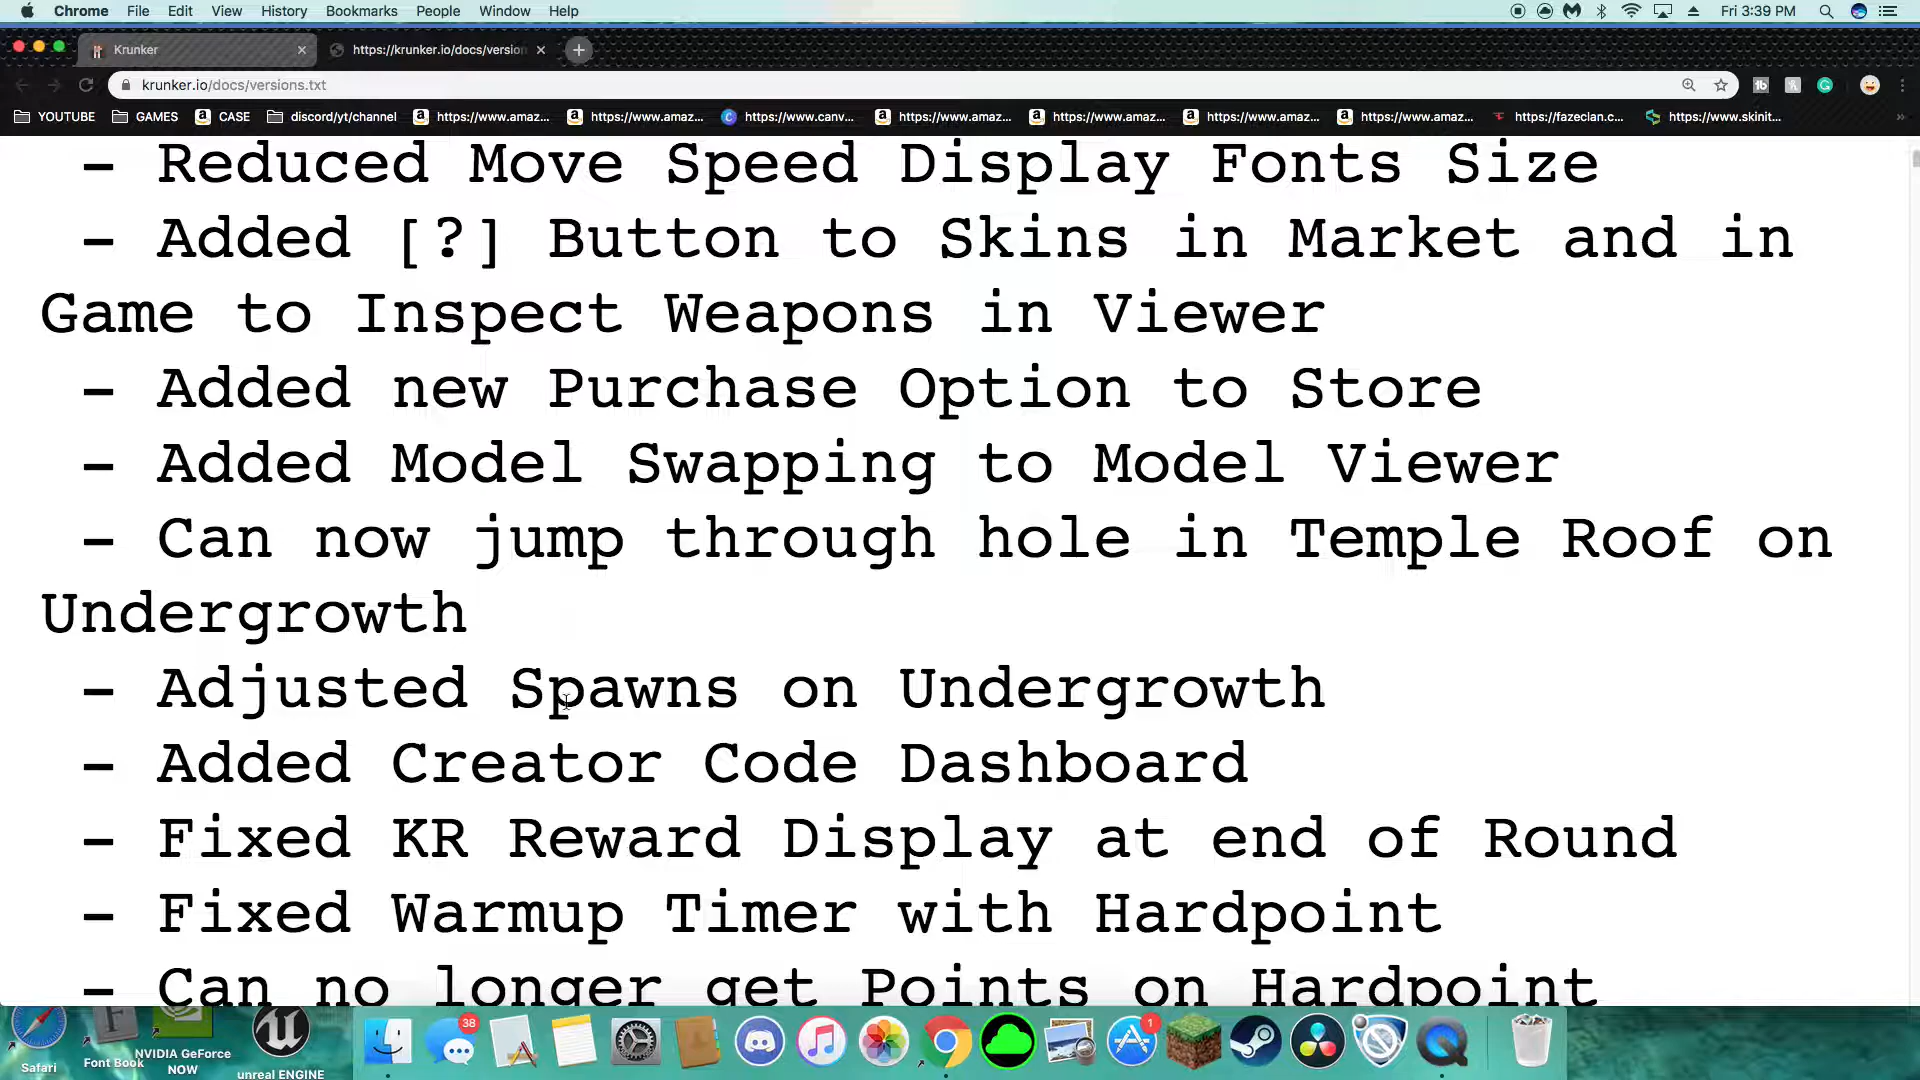 Chrome File Edit View History Bookmarks People Window Help Fri 3:39 PM
Krunker https://krunker.io/docs/version
krunker.io/docs/versions.txt
YOUTUBE GAMES CASE discord/yt/channel https://www.amaz... https://www.amaz... https://www.canv... https://www.amaz... https://www.amaz... https://www.amaz... https://www.amaz... https://fazeclan.c... https://www.skinit...
- Reduced Move Speed Display Fonts Size
- Added [?] Button to Skins in Market and in
Game to Inspect Weapons in Viewer
- Added new Purchase Option to Store
- Added Model Swapping to Model Viewer
- Can now jump through hole in Temple Roof on
Undergrowth
- Adjusted Spawns on Undergrowth
- Added Creator Code Dashboard
- Fixed KR Reward Display at end of Round
- Fixed Warmup Timer with Hardpoint
- Can no longer get Points on Hardpoint
38
1
Safari Font Book NVIDIA GeForce
NOW
unreal ENGINE